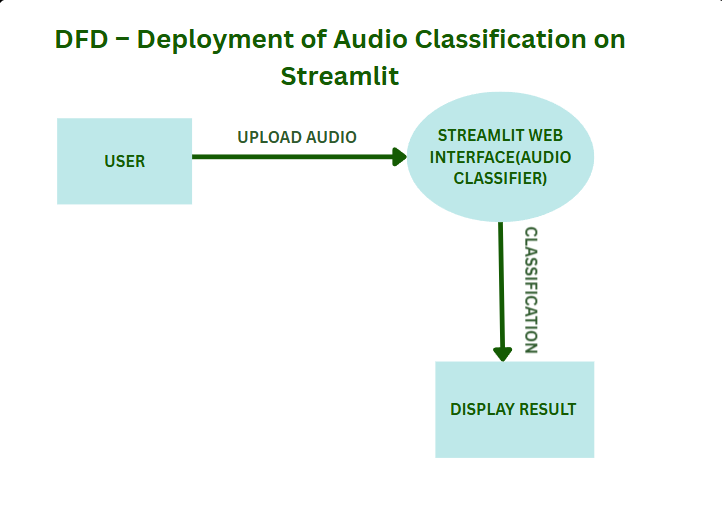 DFD – Deployment of Audio Classification on
Streamlit
USER
UPLOAD AUDIO
STREAMLIT WEB
INTERFACE(AUDIO
CLASSIFIER)
CLASSIFICATION
DISPLAY RESULT